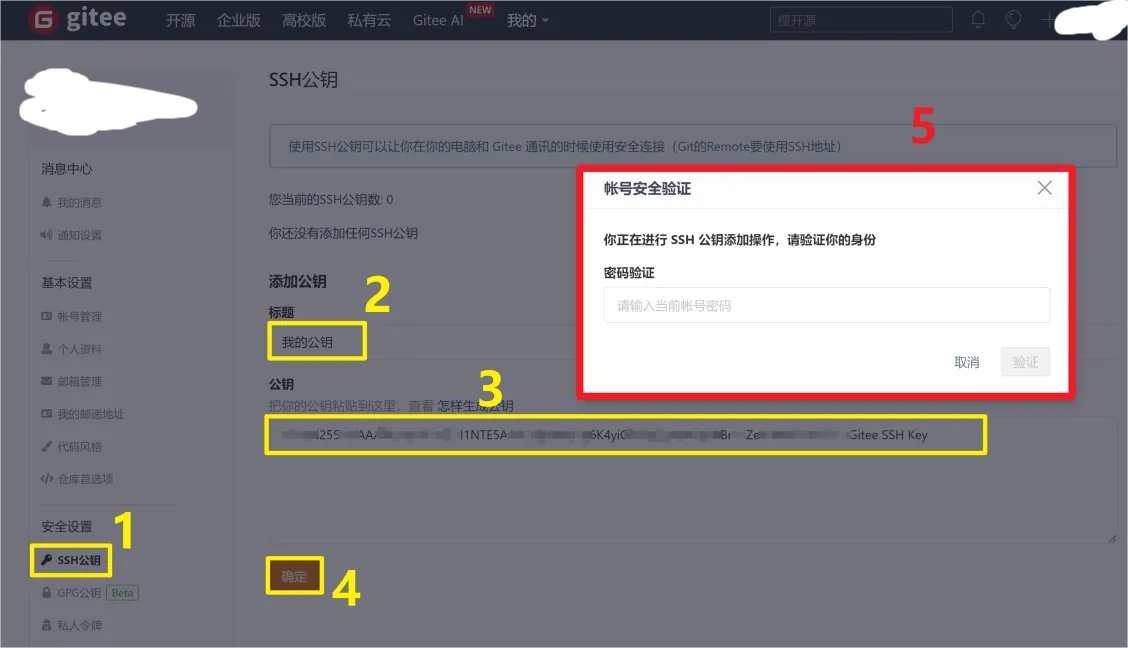 gitee 开源 企业版 高校版 私有云 Gitee AI NEW 我的 搜开源
SSH公钥
使用SSH公钥可以让你在你的电脑和 Gitee 通讯的时候使用安全连接（Git的Remote要使用SSH地址）
您当前的SSH公钥数: 0
你还没有添加任何SSH公钥
添加公钥
2
标题
我的公钥
公钥
3
把你的公钥粘贴到这里，查看 怎样生成公钥
Gitee SSH Key
确定
4
消息中心
我的消息
通知设置
基本设置
帐号管理
个人资料
邮箱管理
我的邮递地址
代码风格
仓库首选项
安全设置
1
SSH公钥
GPG公钥 Beta
私人令牌
5
帐号安全验证
你正在进行 SSH 公钥添加操作，请验证你的身份
密码验证
请输入当前帐号密码
取消 验证